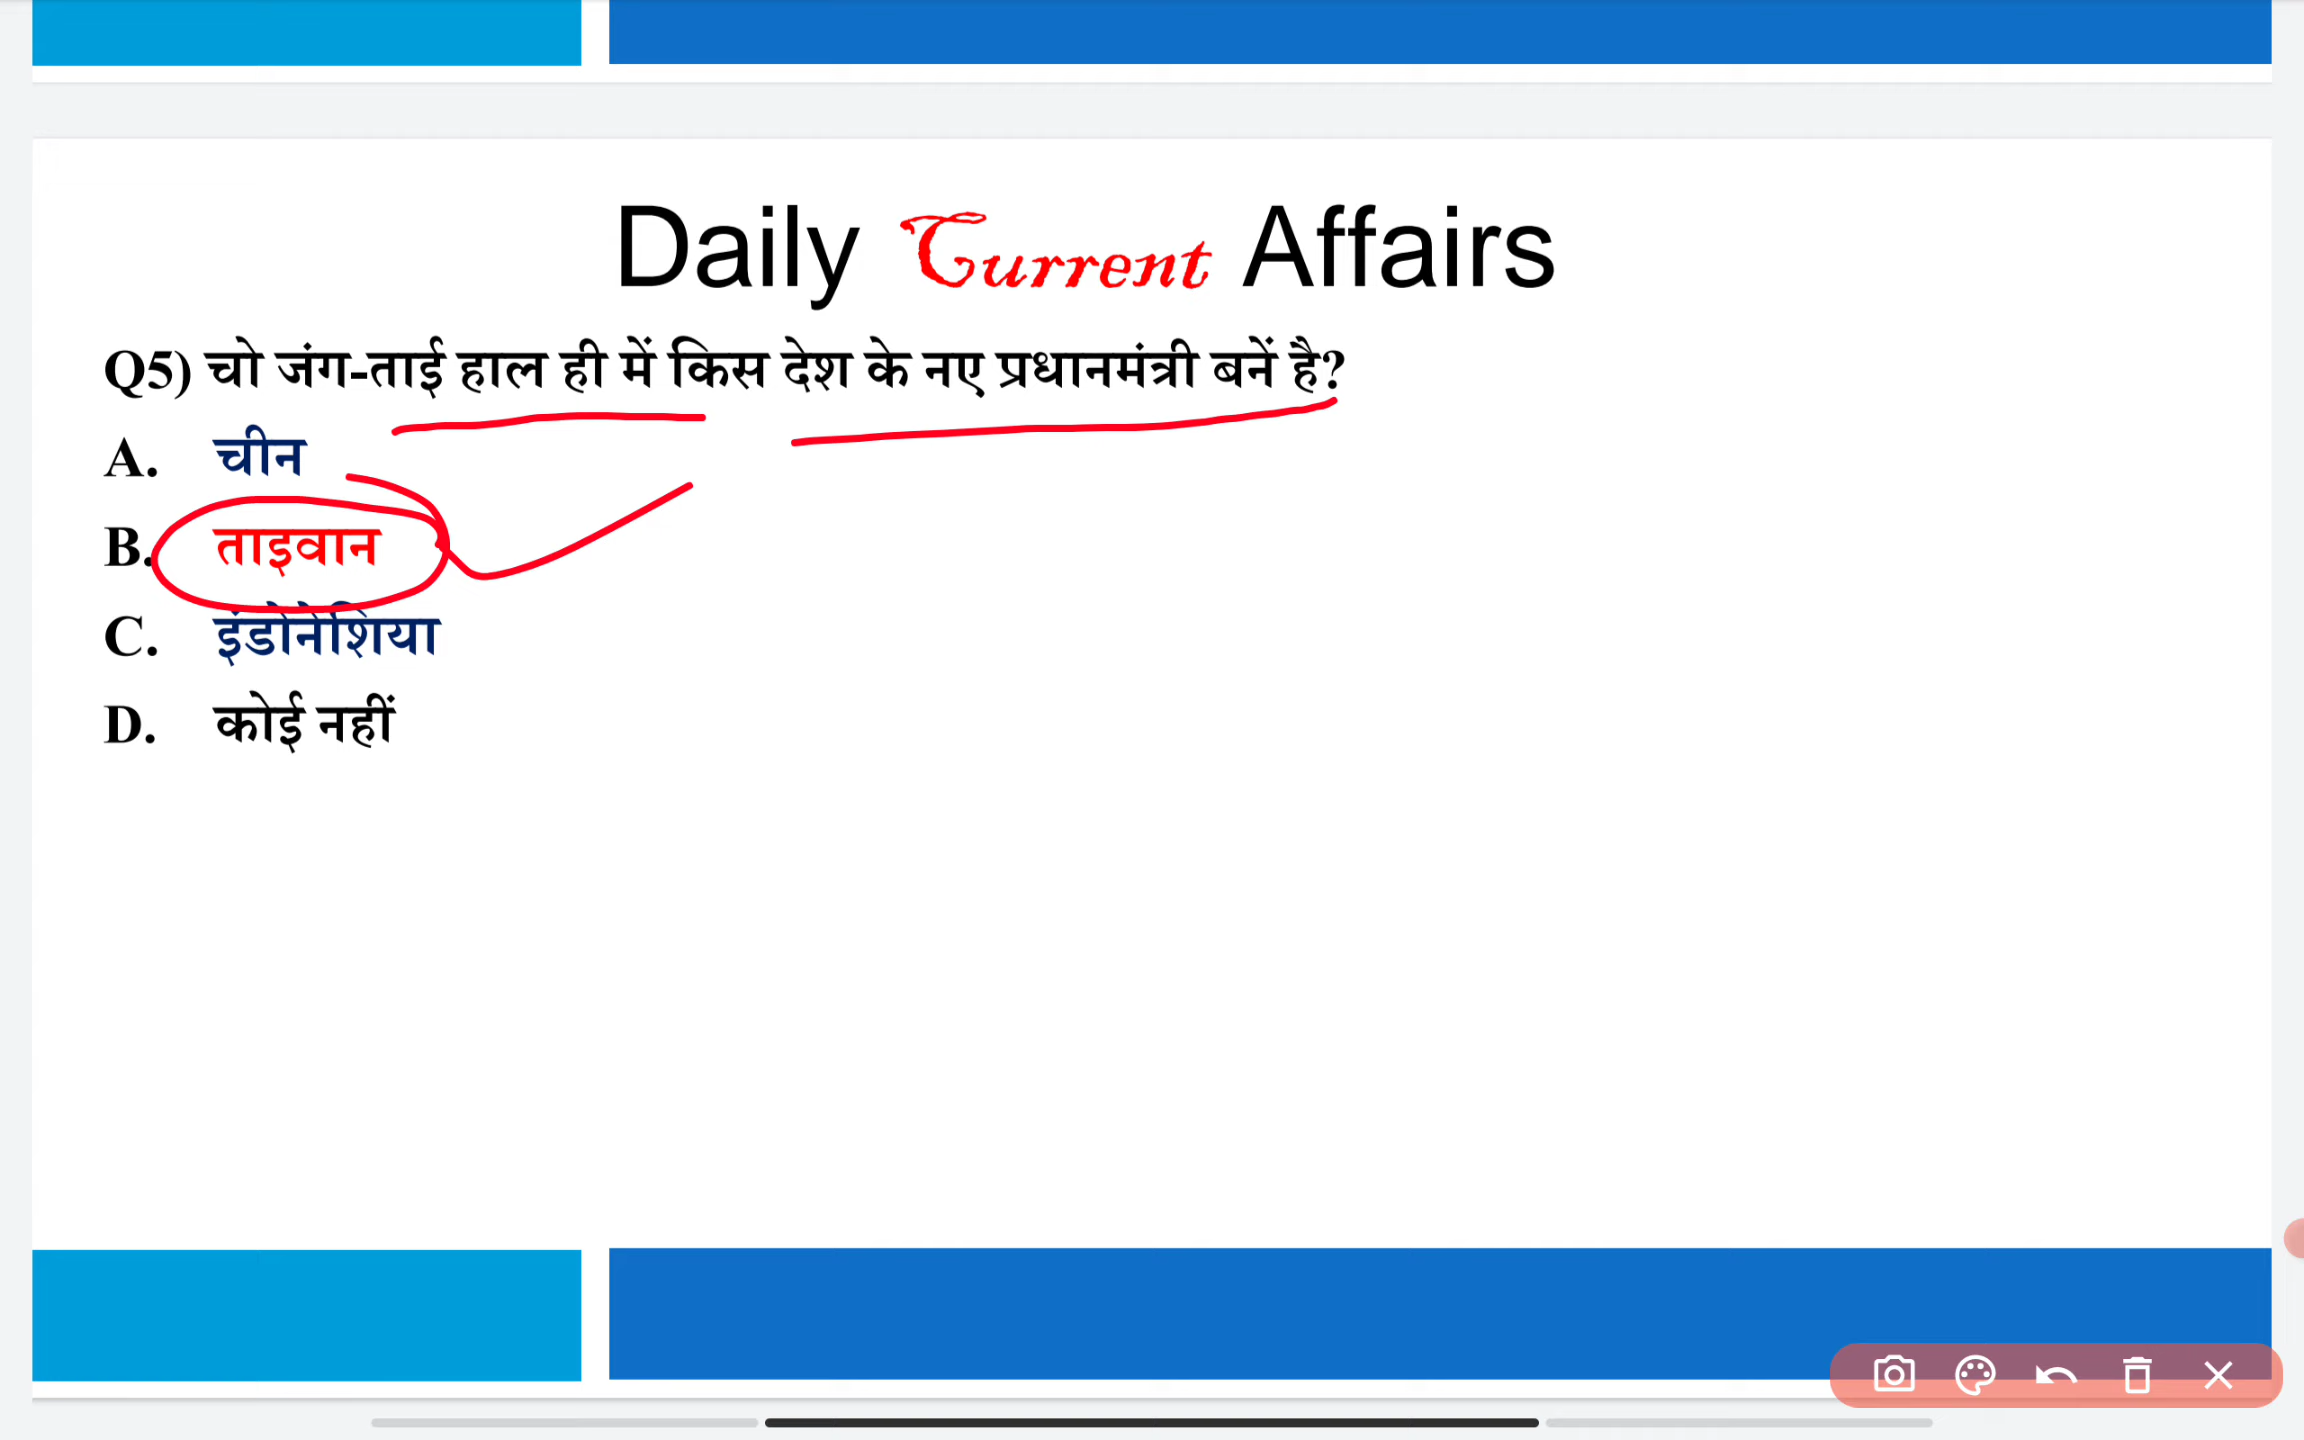 Daily Current Affairs
Q5) चो जंग-ताई हाल ही में किस देश के नए प्रधानमंत्री बनें है?
A. चीन
B. ताइवान
C. इंडोनेशिया
D. कोई नहीं